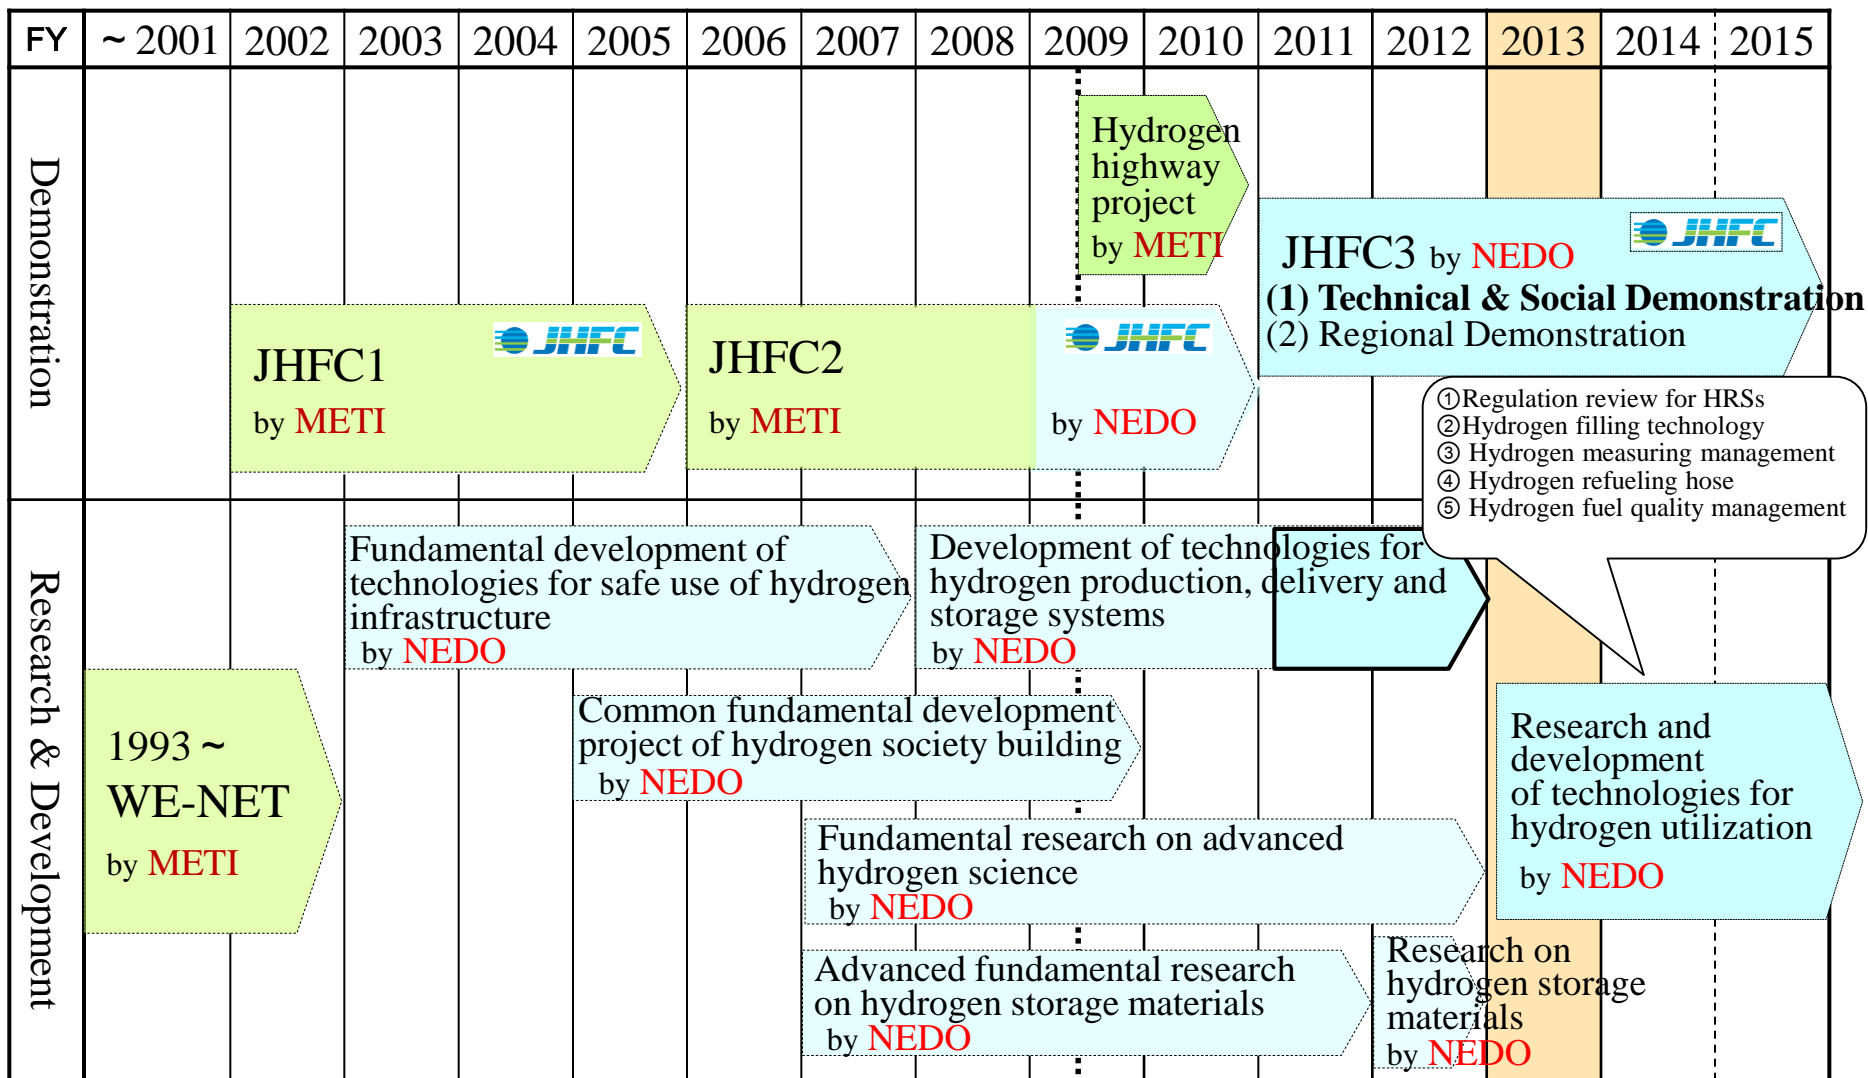 FY ~ 2001 2002 2003 2004 2005 2006 2007 2008 2009 2010 2011 2012 2013 2014 2015
Demonstration
Hydrogen
highway
project
by METI
JHFC
JHFC3 by NEDO
(1) Technical & Social Demonstration
(2) Regional Demonstration
JHFC
JHFC1
by METI
JHFC2
by METI
JHFC
by NEDO
①Regulation review for HRSs
②Hydrogen filling technology
③ Hydrogen measuring management
④ Hydrogen refueling hose
⑤ Hydrogen fuel quality management
Research & Development
Fundamental development of
technologies for safe use of hydrogen
infrastructure
by NEDO
Development of technologies for
hydrogen production, delivery and
storage systems
by NEDO
1993 ~
WE-NET
by METI
Common fundamental development
project of hydrogen society building
by NEDO
Research and
development
of technologies for
hydrogen utilization
by NEDO
Fundamental research on advanced
hydrogen science
by NEDO
Advanced fundamental research
on hydrogen storage materials
by NEDO
Research on
hydrogen storage
materials
by NEDO